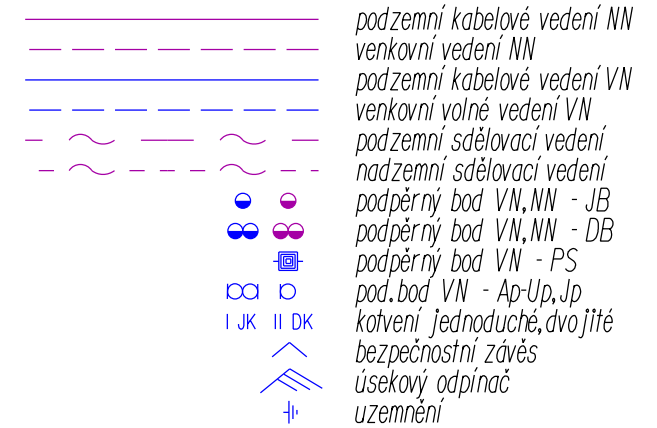 podzemní kabelové vedení NN
venkovní vedení NN
podzemní kabelové vedení VN
venkovní volné vedení VN
podzemní sdělovací vedení
nadzemní sdělovací vedení
podpěrný bod VN,NN - JB
podpěrný bod VN,NN - DB
podpěrný bod VN - PS
pod.bod VN - Ap-Up,Jp
I JK II DK kotvení jednoduché,dvojité
bezpečnostní závěs
úsekový odpínač
uzemnění